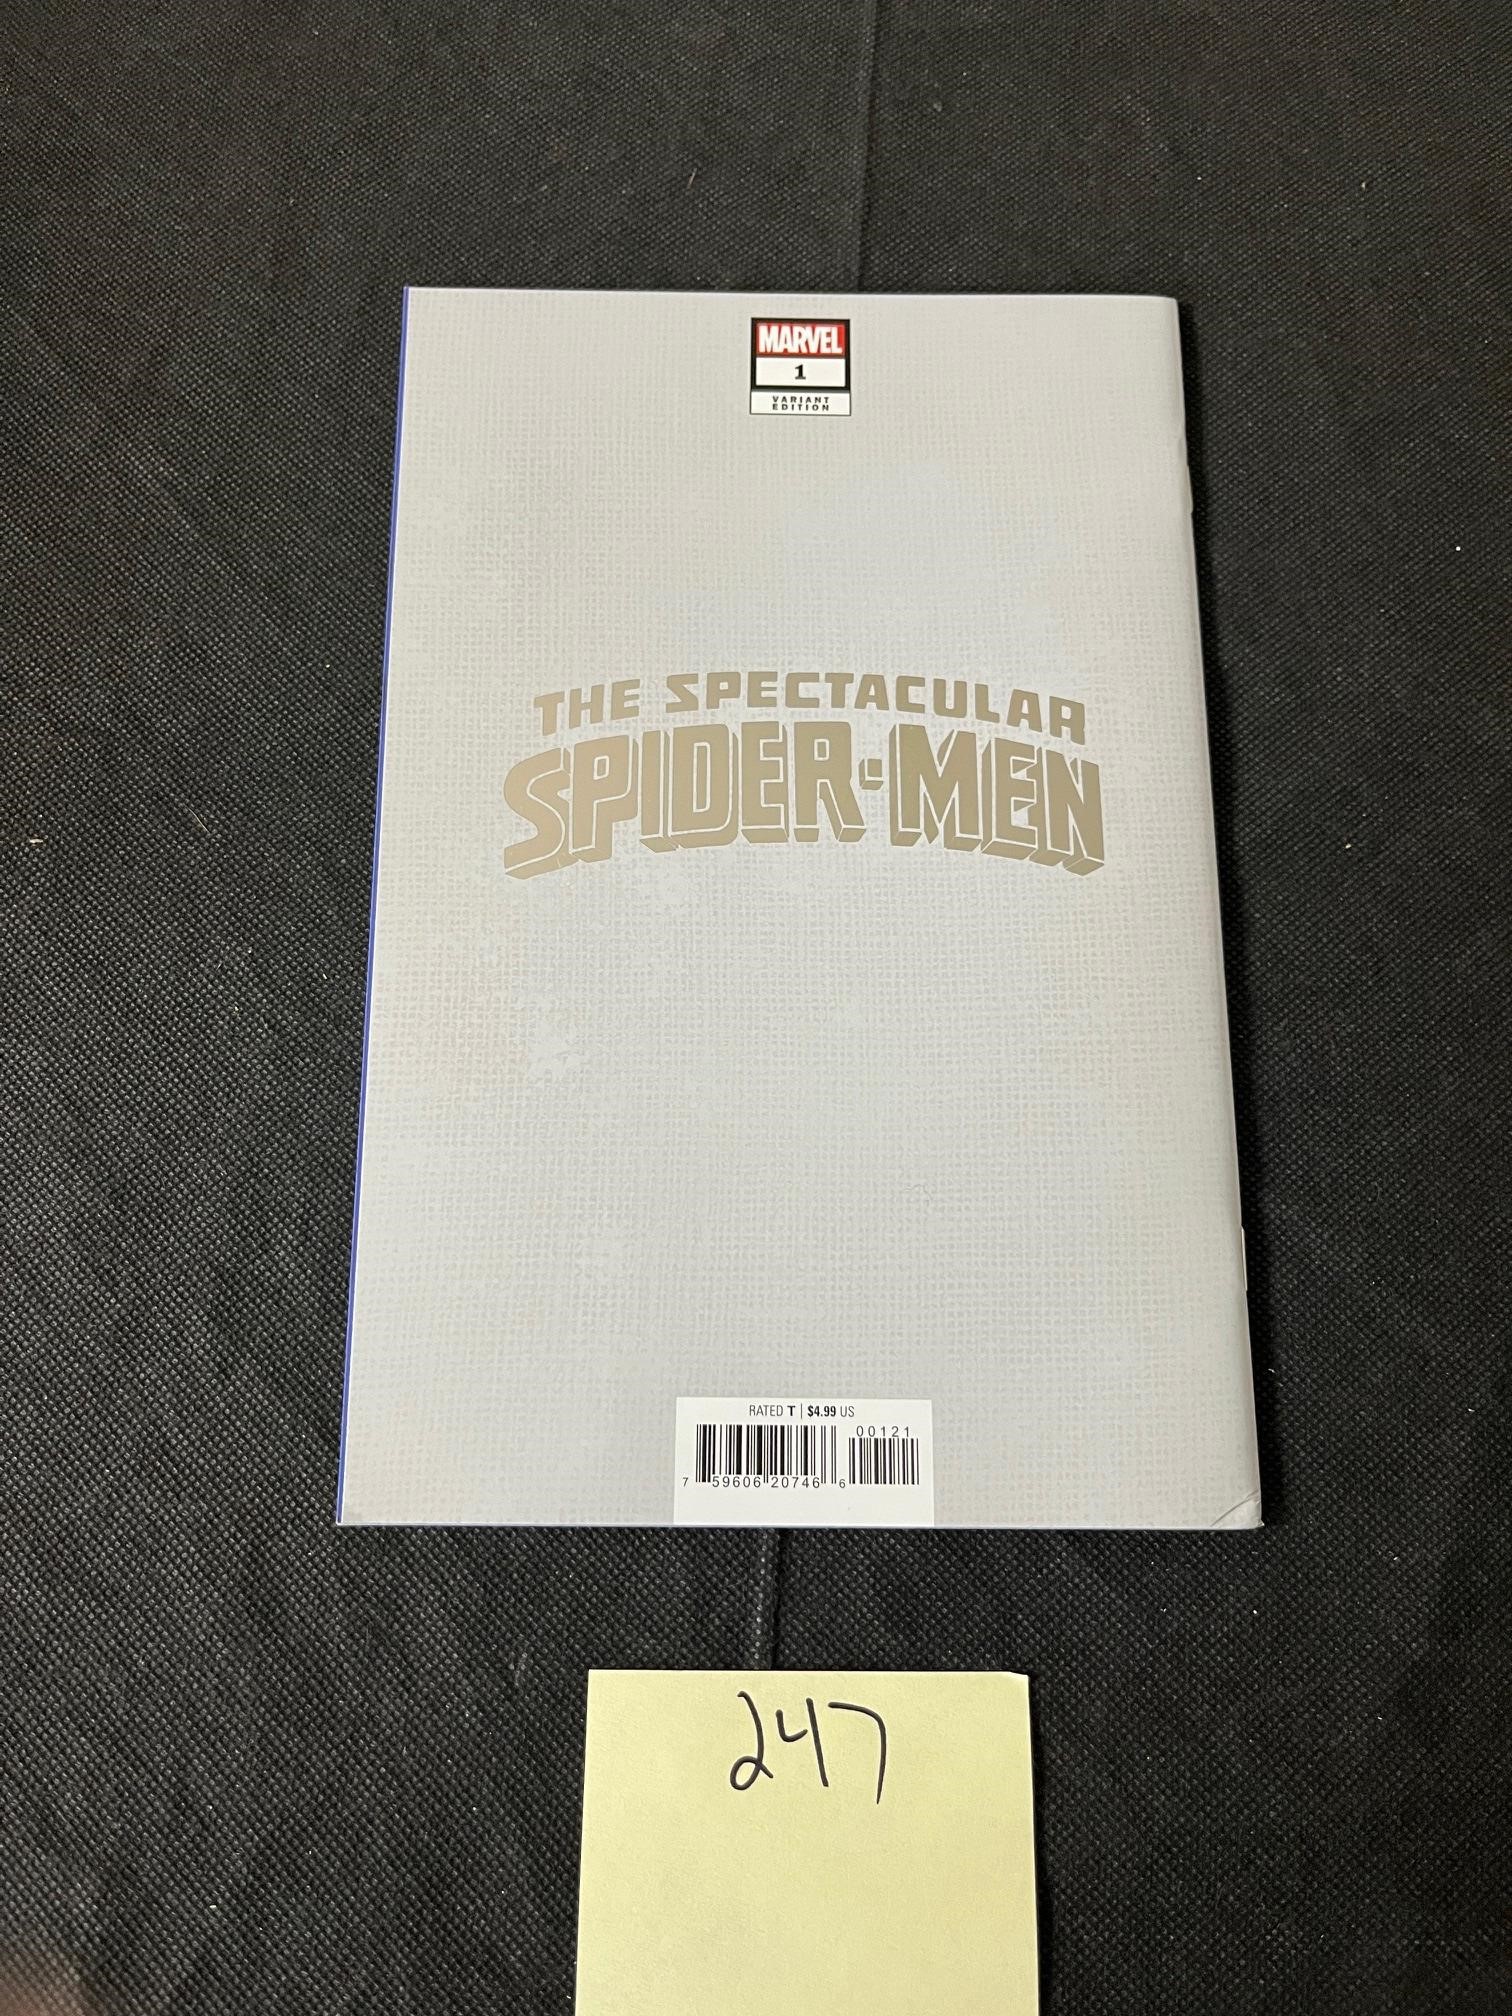 MARVEL
1
VARIANT
EDITION
THE SPECTACULAR
SPIDER-MEN
RATED T | $4.99 US
00121
7 59606 20746 6
247